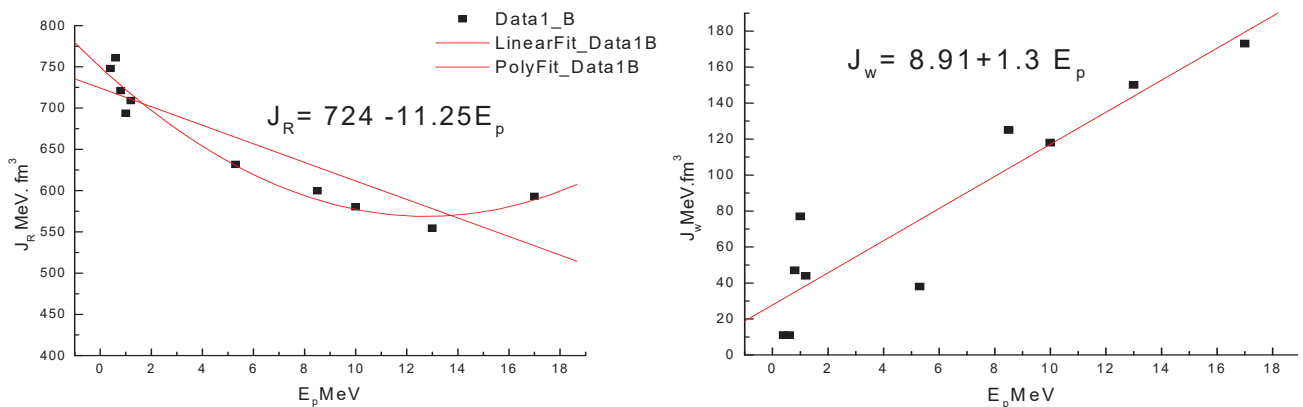 Data1_B
LinearFit_Data1B
PolyFit_Data1B
J_R = 724 -11.25E_p
J_R MeV. fm^3
800
750
700
650
600
550
500
450
400
0 2 4 6 8 10 12 14 16 18
E_p MeV
J_w = 8.91+1.3 E_p
J_w MeV.fm^3
180
160
140
120
100
80
60
40
20
0
0 2 4 6 8 10 12 14 16 18
E_p MeV